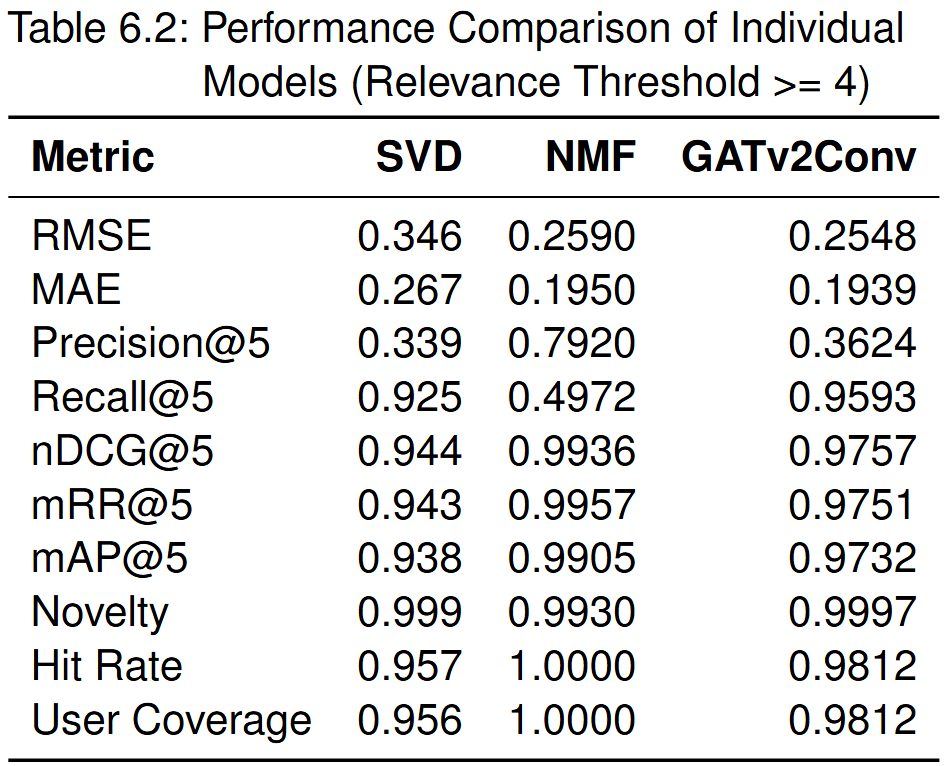 Table 6.2: Performance Comparison of Individual
Models (Relevance Threshold >= 4)
Metric SVD NMF GATv2Conv
RMSE 0.346 0.2590 0.2548
MAE 0.267 0.1950 0.1939
Precision@5 0.339 0.7920 0.3624
Recall@5 0.925 0.4972 0.9593
nDCG@5 0.944 0.9936 0.9757
mRR@5 0.943 0.9957 0.9751
mAP@5 0.938 0.9905 0.9732
Novelty 0.999 0.9930 0.9997
Hit Rate 0.957 1.0000 0.9812
User Coverage 0.956 1.0000 0.9812